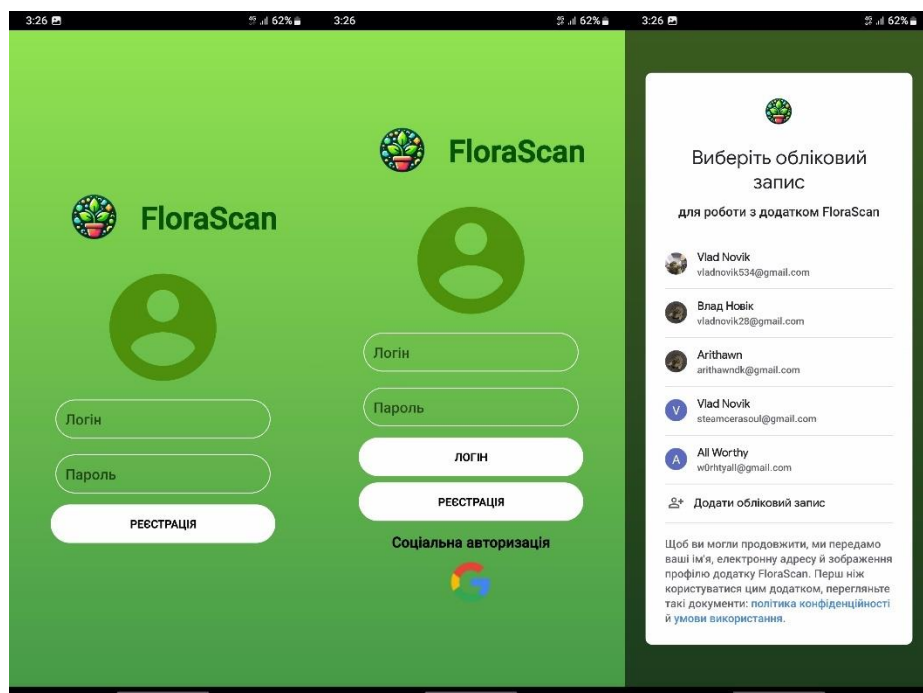 3:26
62%
FloraScan
Логін
Пароль
РЕЄСТРАЦІЯ
3:26
62%
FloraScan
Логін
Пароль
ЛОГІН
РЕЄСТРАЦІЯ
Соціальна авторизація
3:26
62%
Виберіть обліковий
запис
для роботи з додатком FloraScan
Vlad Novik
vladnovik534@gmail.com
Влад Новік
vladnovik28@gmail.com
Arithawn
arithawndk@gmail.com
V
Vlad Novik
steamcerasoul@gmail.com
A
All Worthy
w0rhtyall@gmail.com
Додати обліковий запис
Щоб ви могли продовжити, ми передамо
ваші ім'я, електронну адресу й зображення
профілю додатку FloraScan. Перш ніж
користуватися цим додатком, перегляньте
такі документи: політика конфіденційності
й умови використання.